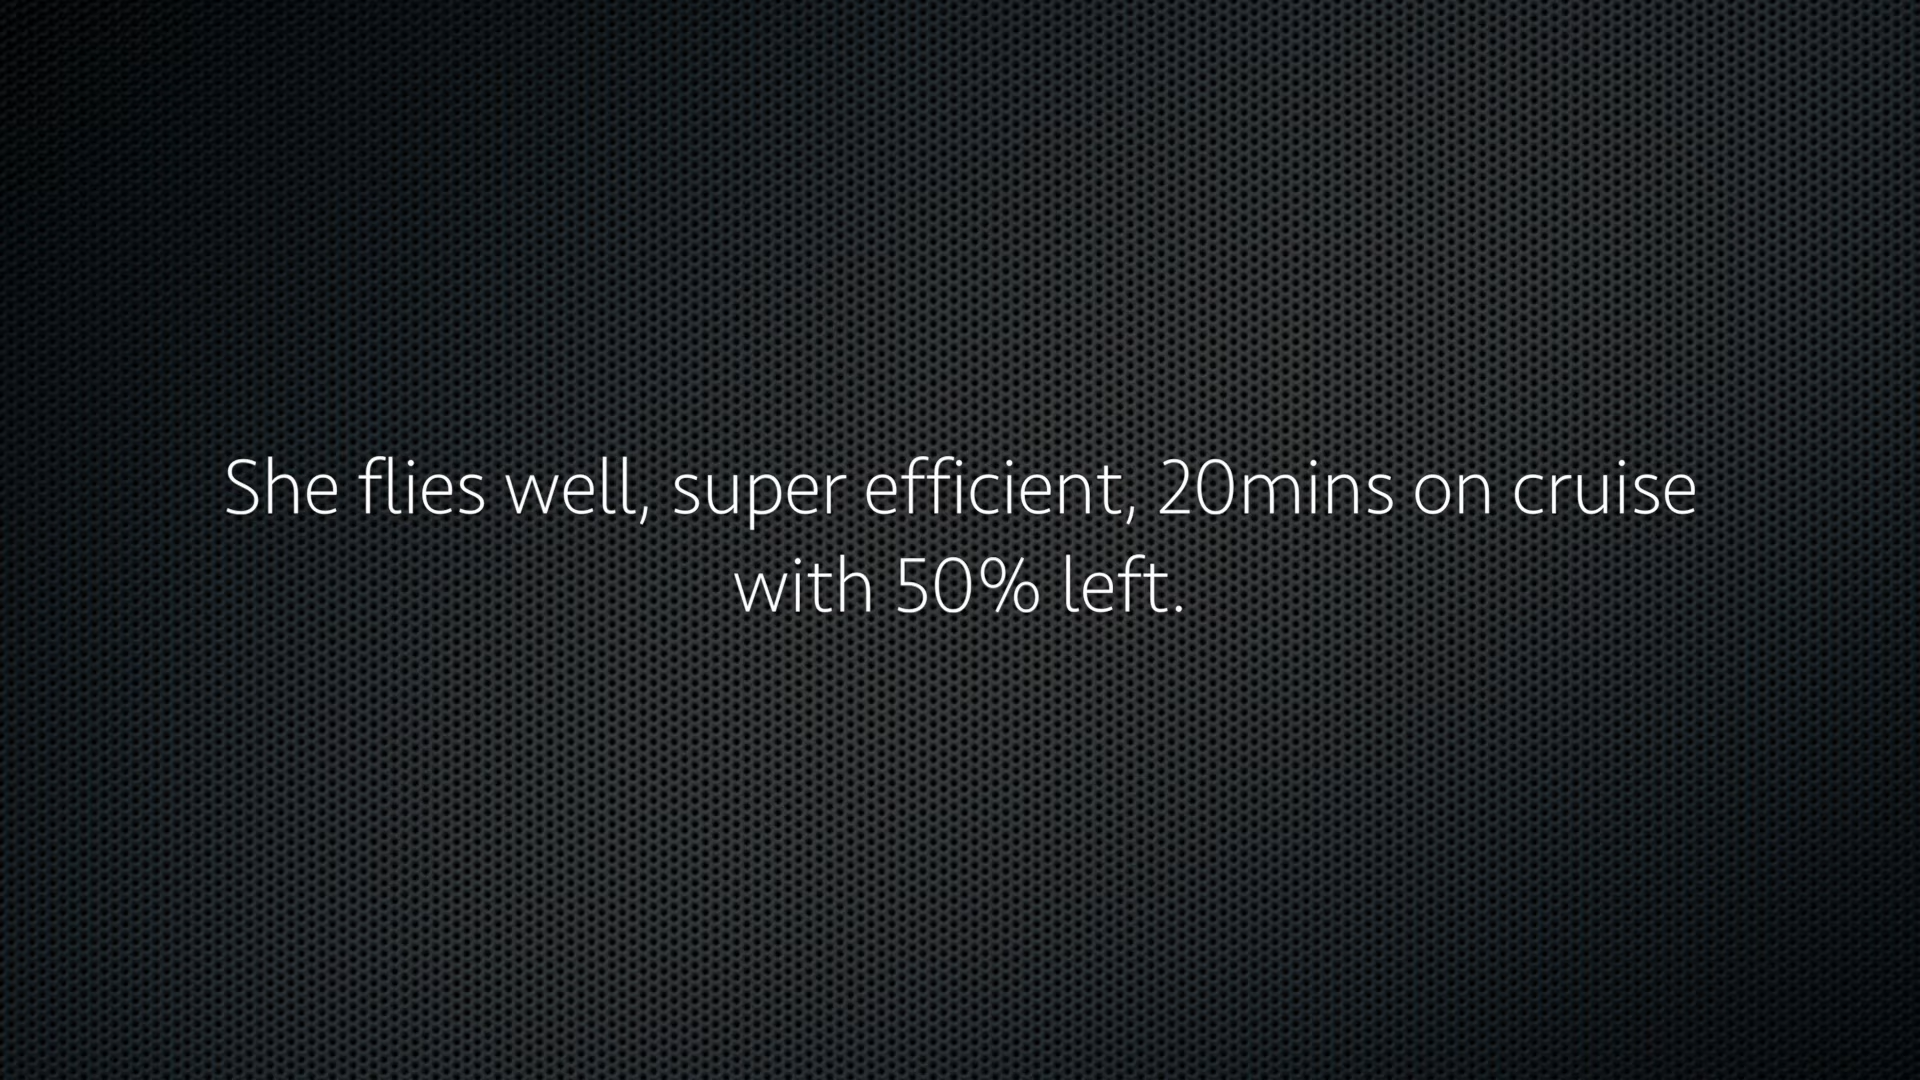 She flies well, super efficient, 20mins on cruise
with 50% left.